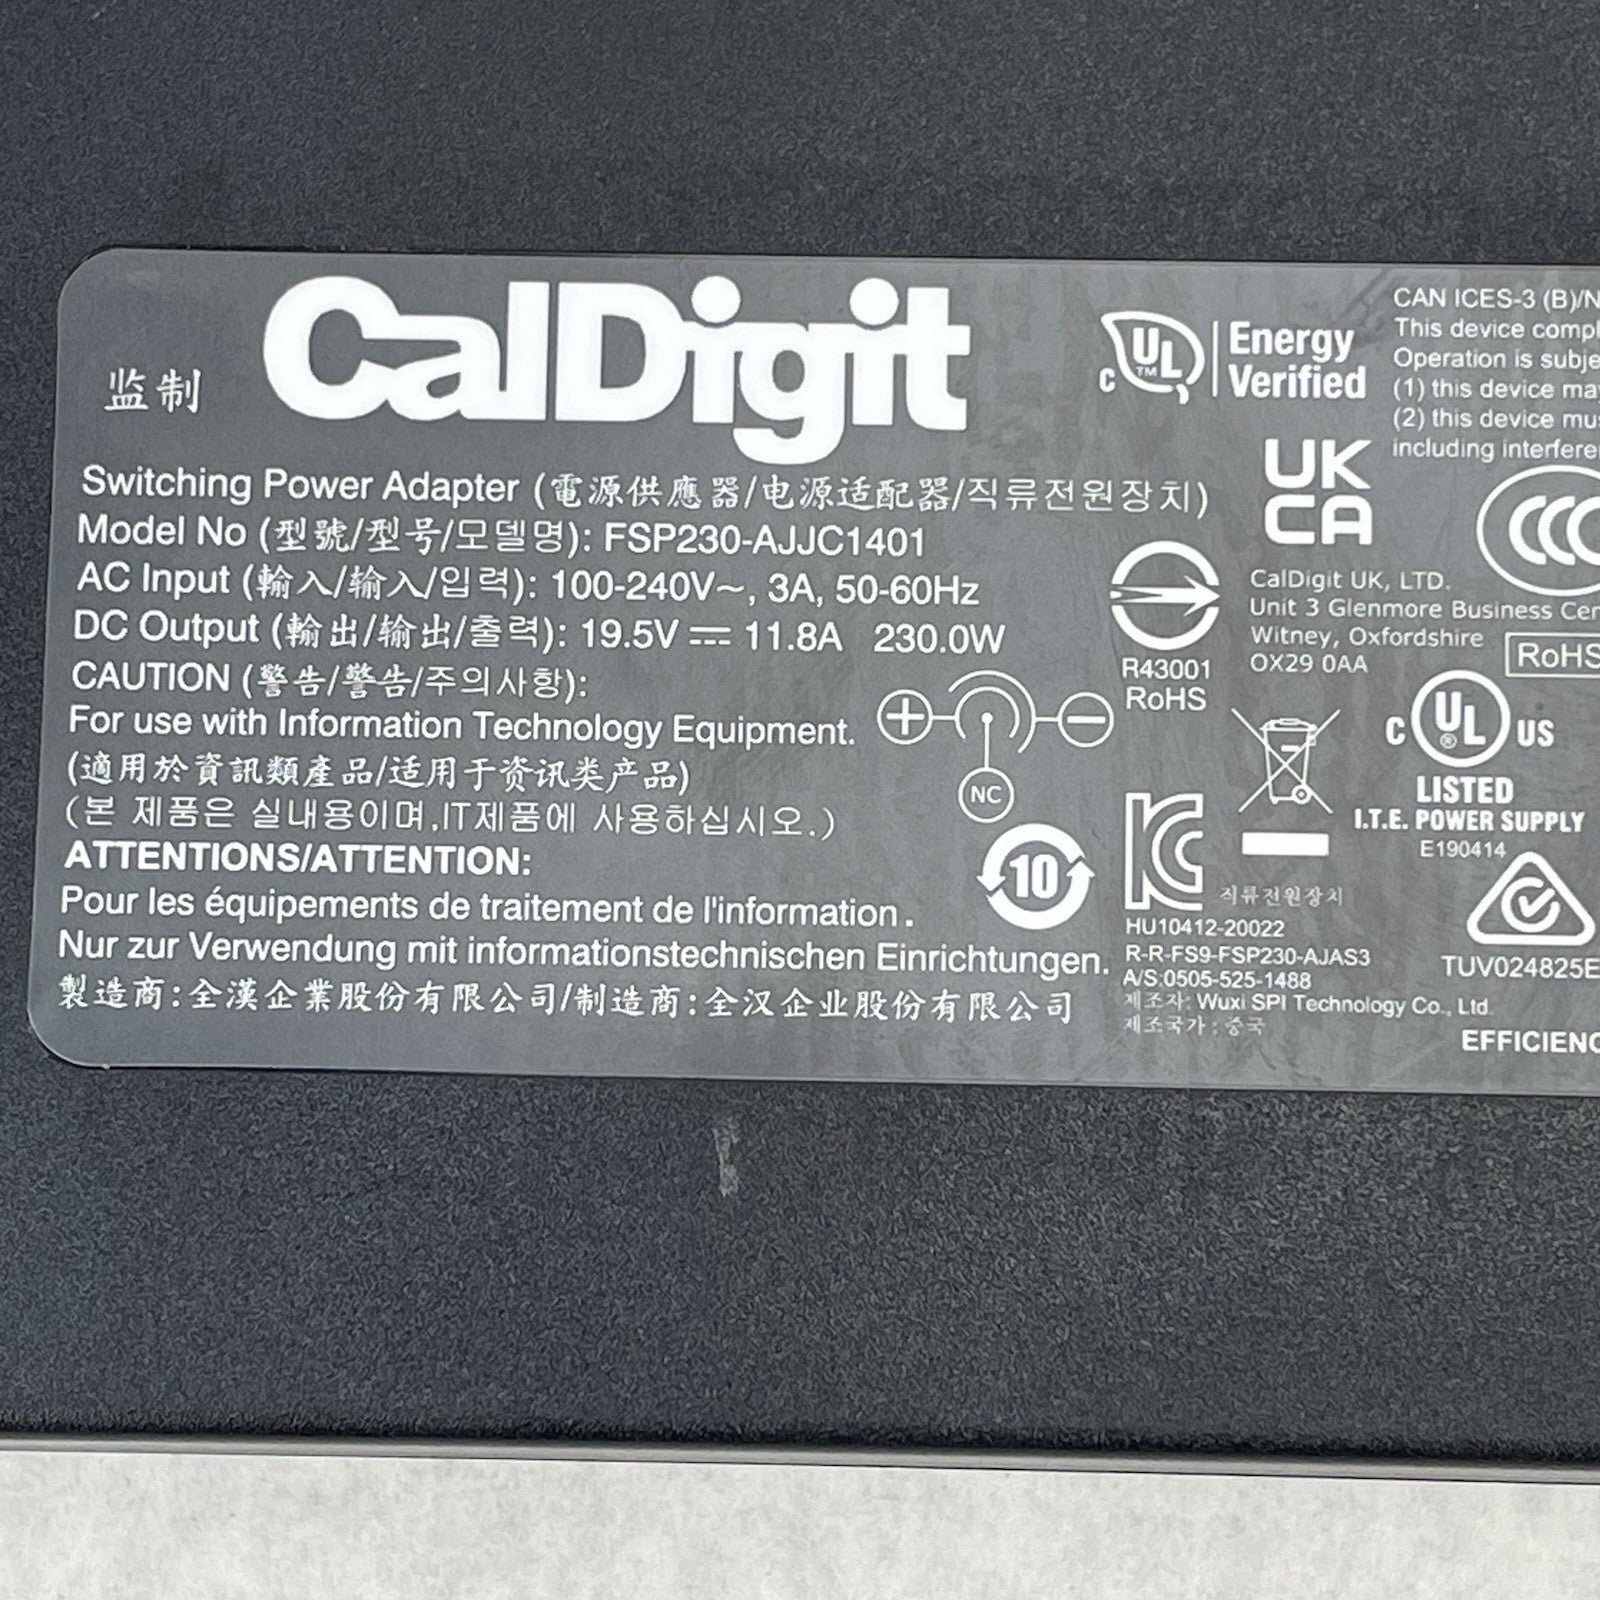 监制
CalDigit
Switching Power Adapter (電源供應器/电源适配器/직류전원장치)
Model No (型號/型号/모델명): FSP230-AJJC1401
AC Input (輸入/输入/입력): 100-240V~, 3A, 50-60Hz
DC Output (輸出/输出/출력): 19.5V ⎓ 11.8A 230.0W
CAUTION (警告/警告/주의사항):
For use with Information Technology Equipment.
(適用於資訊類產品/适用于资讯类产品)
(본 제품은 실내용이며,IT제품에 사용하십시오.)
ATTENTIONS/ATTENTION:
Pour les équipements de traitement de l'information.
Nur zur Verwendung mit informationstechnischen Einrichtungen.
製造商:全漢企業股份有限公司/制造商:全汉企业股份有限公司
NC
10
C UL TM
Energy
Verified
CAN ICES-3 (B)/N
This device compl
Operation is subje
(1) this device ma
(2) this device mu
including interfere
UK
CA
CCC
CalDigit UK, LTD.
Unit 3 Glenmore Business Cen
Witney, Oxfordshire
OX29 0AA
RoHS
R43001
RoHS
C UL ® US
LISTED
I.T.E. POWER SUPPLY
E190414
직류전원장치
HU10412-20022
R-R-FS9-FSP230-AJAS3
A/S:0505-525-1488
제조자: Wuxi SPI Technology Co., Ltd.
제조국가: 중국
TUV024825E
EFFICIENC